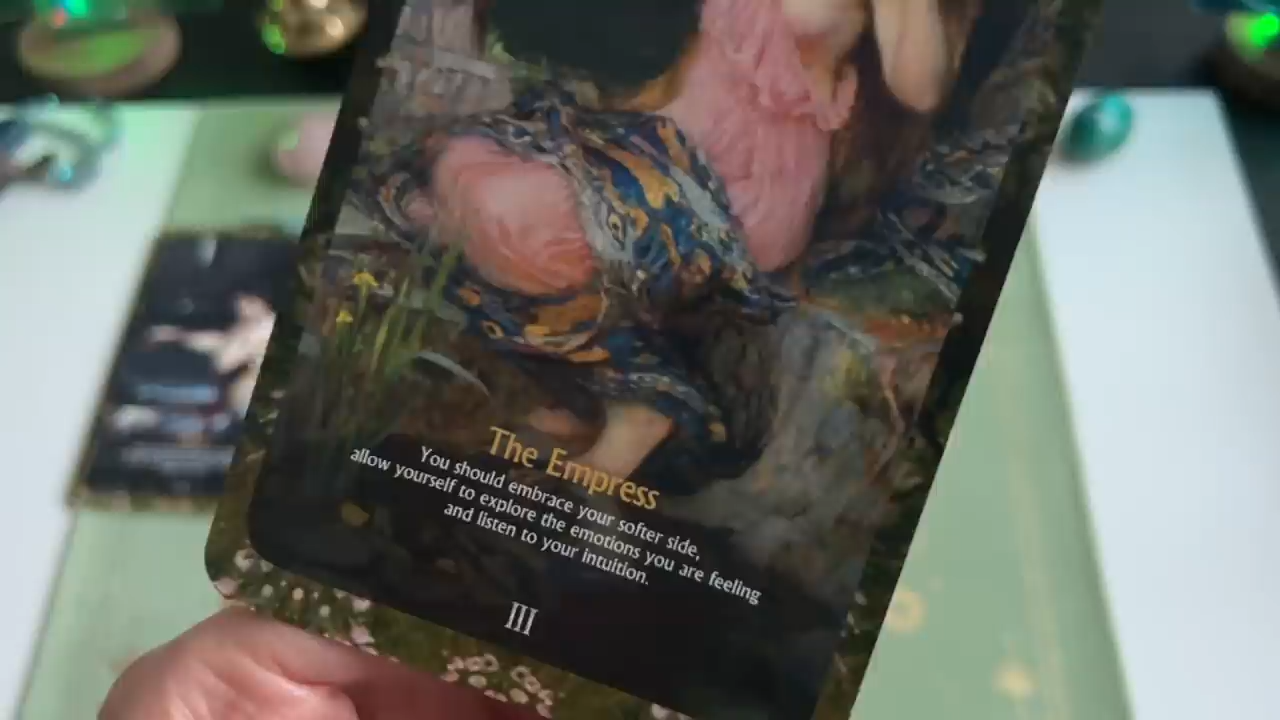 The Empress
You should embrace your softer side,
allow yourself to explore the emotions you are feeling
and listen to your intuition.
III